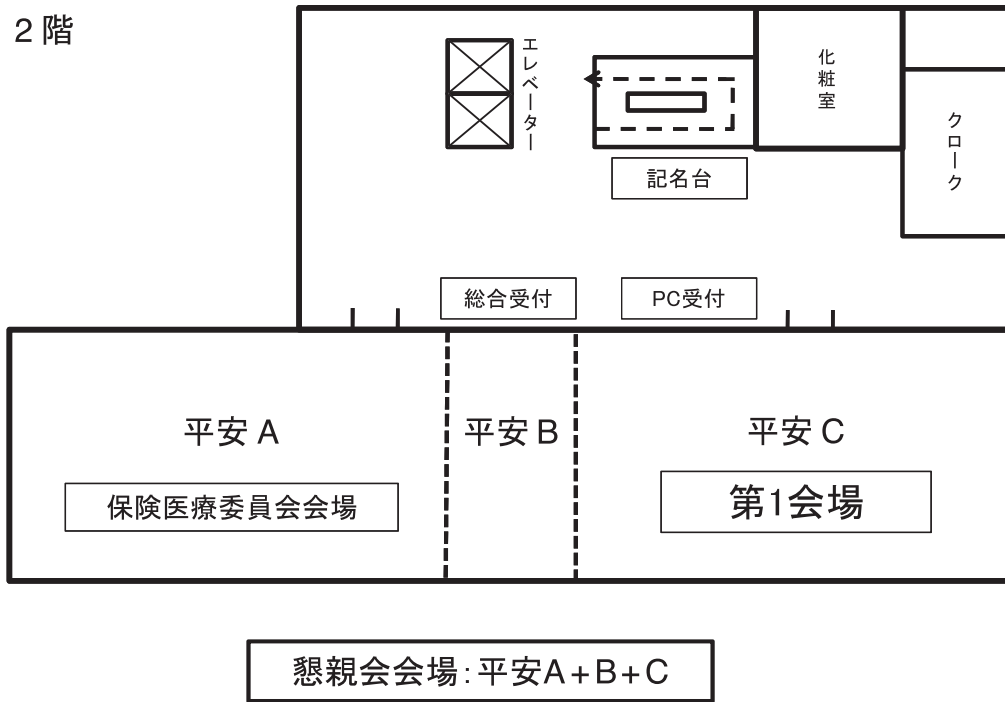 2階
エレベーター
化粧室
クローク
記名台
総合受付
PC受付
平安A
平安B
平安C
保険医療委員会会場
第1会場
懇親会会場:平安A+B+C